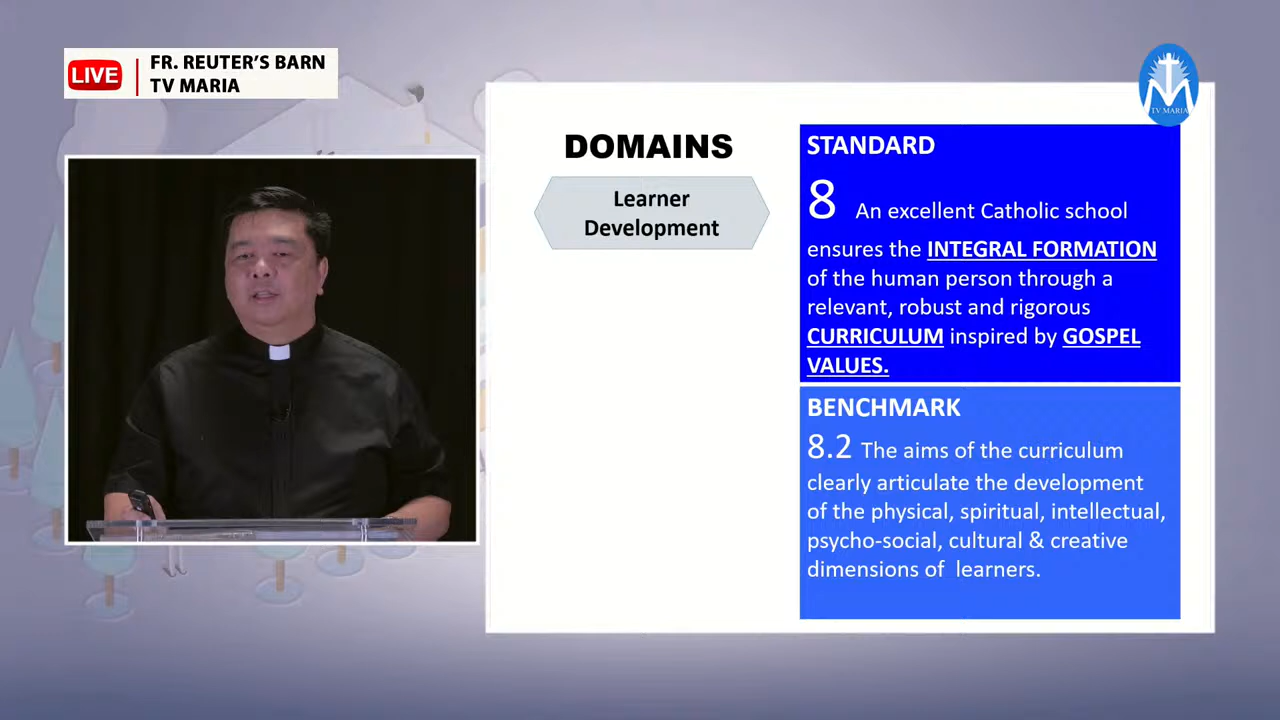 LIVE
FR. REUTER'S BARN
TV MARIA
TV MARIA
DOMAINS
Learner
Development
STANDARD
8 An excellent Catholic school
ensures the INTEGRAL FORMATION
of the human person through a
relevant, robust and rigorous
CURRICULUM inspired by GOSPEL
VALUES.
BENCHMARK
8.2 The aims of the curriculum
clearly articulate the development
of the physical, spiritual, intellectual,
psycho-social, cultural & creative
dimensions of learners.